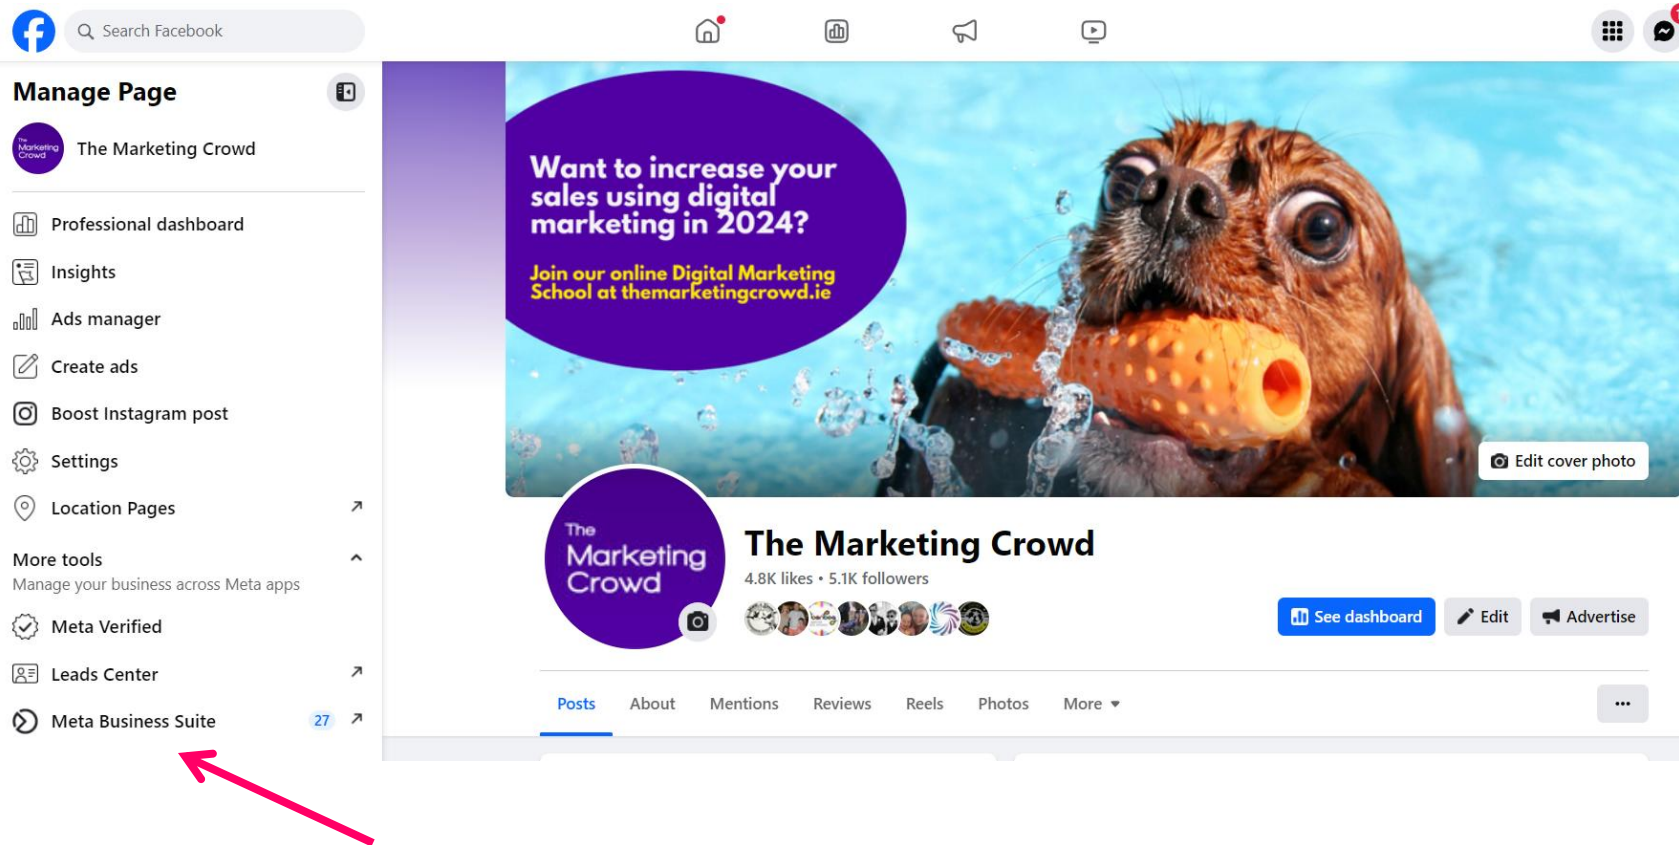 Search Facebook
Manage Page
The Marketing Crowd
The Marketing Crowd
Professional dashboard
Insights
Ads manager
Create ads
Boost Instagram post
Settings
Location Pages
More tools
Manage your business across Meta apps
Meta Verified
Leads Center
Meta Business Suite 27
Want to increase your
sales using digital
marketing in 2024?
Join our online Digital Marketing
School at themarketingcrowd.ie
Edit cover photo
The
Marketing
Crowd
The Marketing Crowd
4.8K likes • 5.1K followers
See dashboard Edit Advertise
Posts About Mentions Reviews Reels Photos More